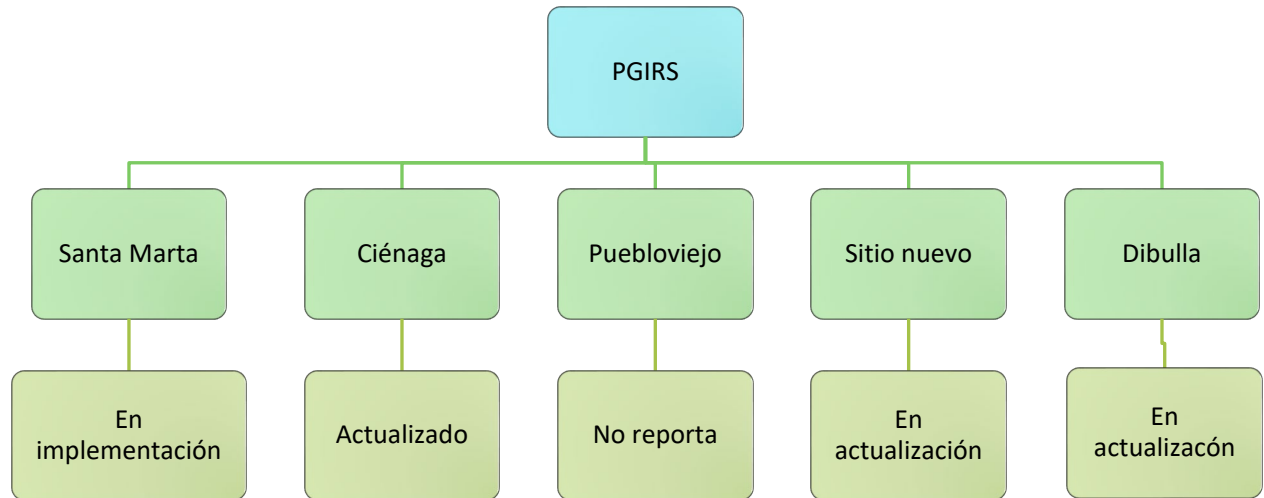 PGIRS
Santa Marta
Ciénaga
Puebloviejo
Sitio nuevo
Dibulla
En
implementación
Actualizado
No reporta
En
actualización
En
actualizacón